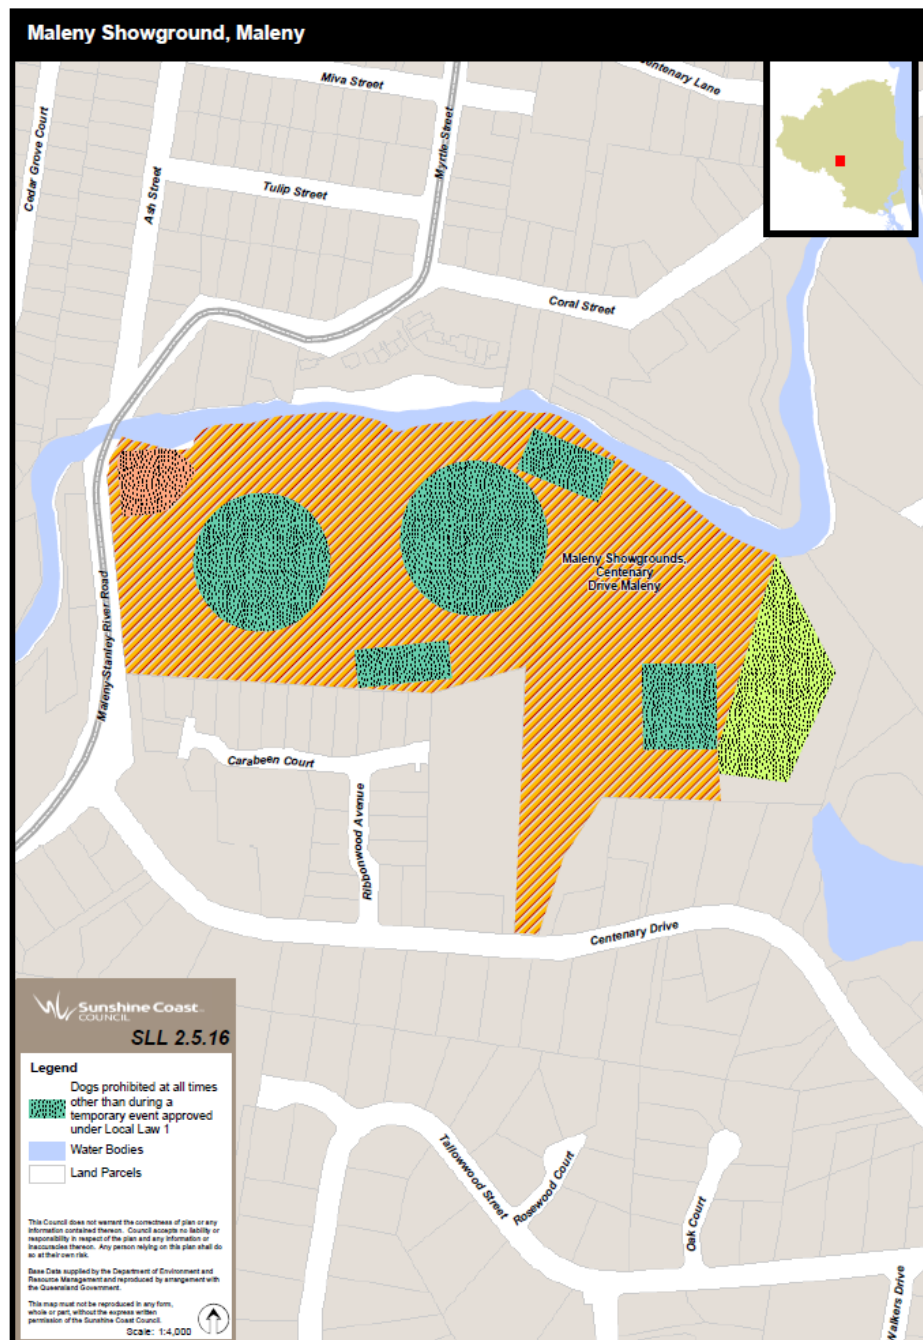 Maleny Showground, Maleny
Miva Street
Centenary Lane
Cedar Grove Court
Ash Street
Myrtle Street
Tulip Street
Coral Street
Maleny Showgrounds,
Centenary
Drive Maleny
Maleny Stanley River Road
Carabeen Court
Ribbonwood Avenue
Centenary Drive
Sunshine Coast
COUNCIL
SLL 2.5.16
Legend
Dogs prohibited at all times
other than during a
temporary event approved
under Local Law 1
Water Bodies
Land Parcels
Tallowwood Street
Rosewood Court
Oak Court
Walkers Drive
This Council does not warrant the correctness of plan or any
information contained thereon. Council accepts no liability or
responsibility in respect of the plan and any information or
inaccuracies thereon. Any person relying on this plan shall do
so at their own risk.
Base Data supplied by the Department of Environment and
Resource Management and reproduced by arrangement with
the Queensland Government.
This map must not be reproduced in any form,
whole or part, without the express written
permission of the Sunshine Coast Council.
Scale: 1:4,000